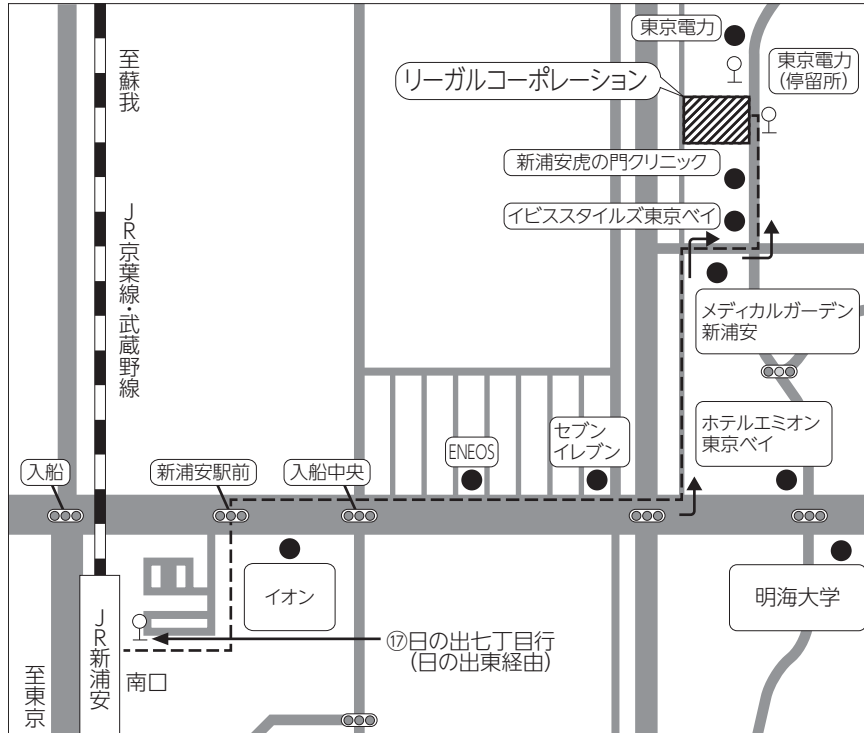 至蘇我
JR京葉線・武蔵野線
東京電力
東京電力
(停留所)
リーガルコーポレーション
新浦安虎の門クリニック
イビススタイルズ東京ベイ
メディカルガーデン
新浦安
ホテルエミオン
東京ベイ
セブン
イレブン
ENEOS
入船
新浦安駅前
入船中央
イオン
明海大学
⑰日の出七丁目行
(日の出東経由)
JR新浦安
南口
至東京